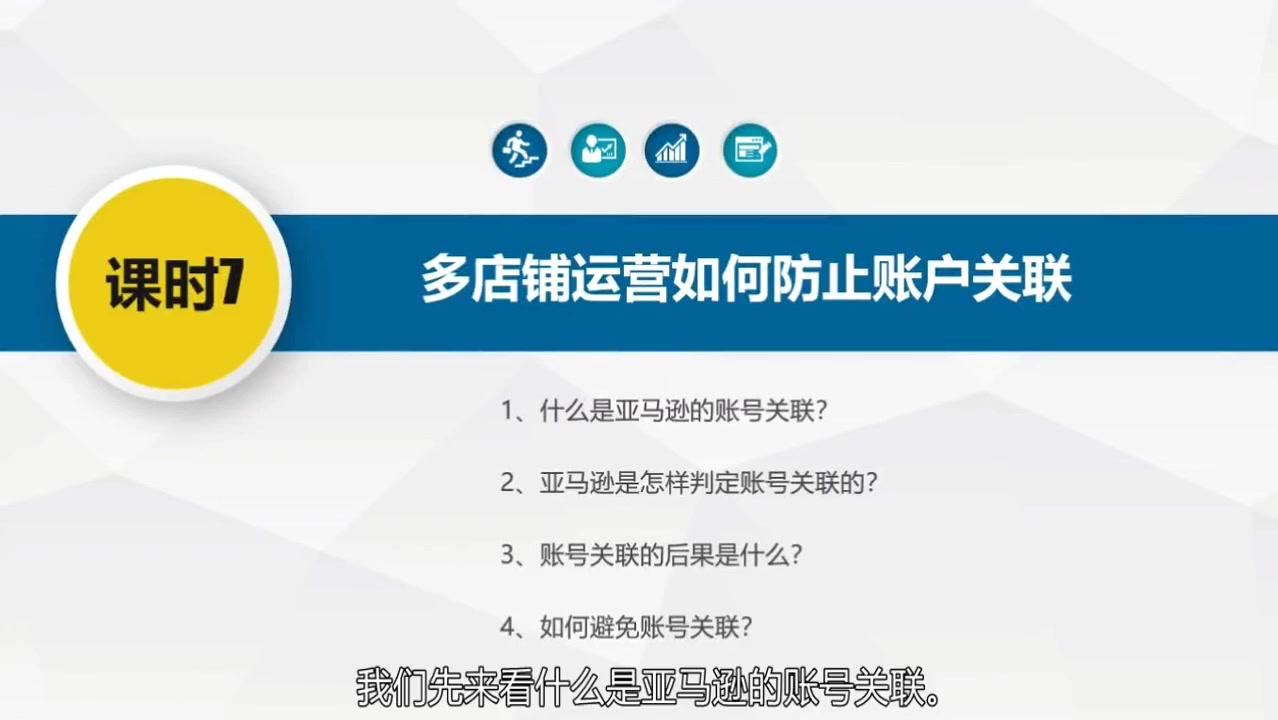 课时7
多店铺运营如何防止账户关联
1、什么是亚马逊的账号关联？
2、亚马逊是怎样判定账号关联的？
3、账号关联的后果是什么？
4、如何避免账号关联？
我们先来看什么是亚马逊的账号关联。